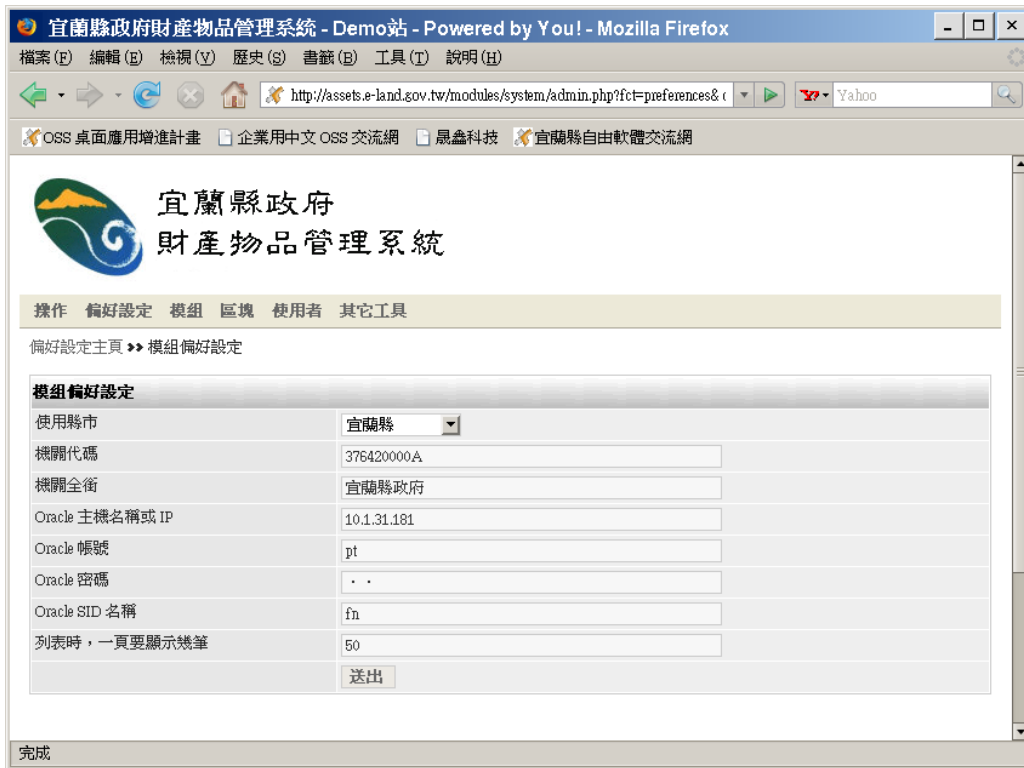 宜蘭縣政府財產物品管理系統 - Demo站 - Powered by You! - Mozilla Firefox
檔案(F) 編輯(E) 檢視(V) 歷史(S) 書籤(B) 工具(T) 說明(H)
http://assets.e-land.gov.tw/modules/system/admin.php?fct=preferences& Yahoo
OSS 桌面應用增進計畫 企業用中文 OSS 交流網 晟鑫科技 宜蘭縣自由軟體交流網
宜蘭縣政府
財產物品管理系統
操作 偏好設定 模組 區塊 使用者 其它工具
偏好設定主頁 >> 模組偏好設定
模組偏好設定
使用縣市 宜蘭縣
機關代碼 376420000A
機關全銜 宜蘭縣政府
Oracle 主機名稱或 IP 10.1.31.181
Oracle 帳號 pt
Oracle 密碼 ··
Oracle SID 名稱 fn
列表時，一頁要顯示幾筆 50
送出
完成